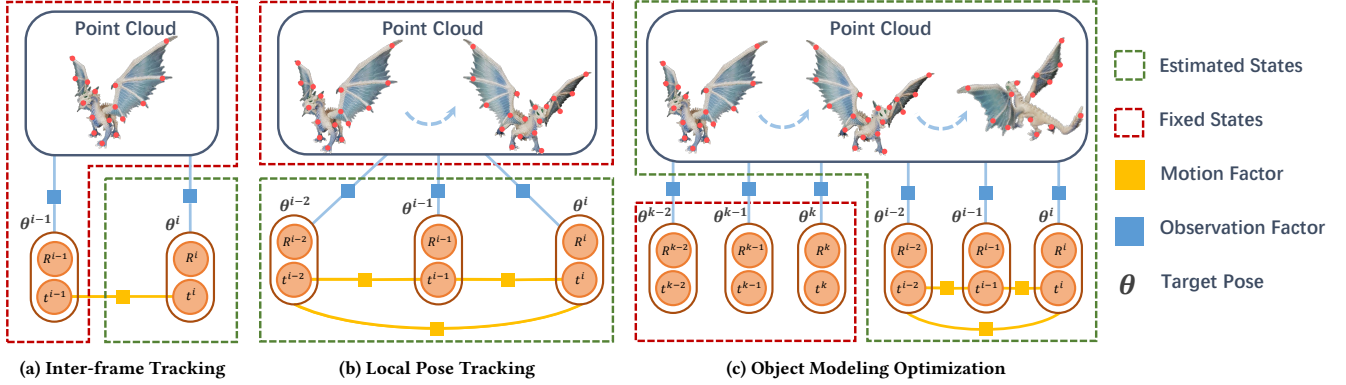 Point Cloud
θ^{i-1}
θ^i
R^{i-1}
t^{i-1}
R^i
t^i
(a) Inter-frame Tracking
Point Cloud
θ^{i-2}
θ^{i-1}
θ^i
R^{i-2}
R^{i-1}
R^i
t^{i-2}
t^{i-1}
t^i
(b) Local Pose Tracking
Point Cloud
θ^{k-2}
θ^{k-1}
θ^k
θ^{i-2}
θ^{i-1}
θ^i
R^{k-2}
R^{k-1}
R^k
R^{i-2}
R^{i-1}
R^i
t^{k-2}
t^{k-1}
t^k
t^{i-2}
t^{i-1}
t^i
(c) Object Modeling Optimization
Estimated States
Fixed States
Motion Factor
Observation Factor
θ Target Pose